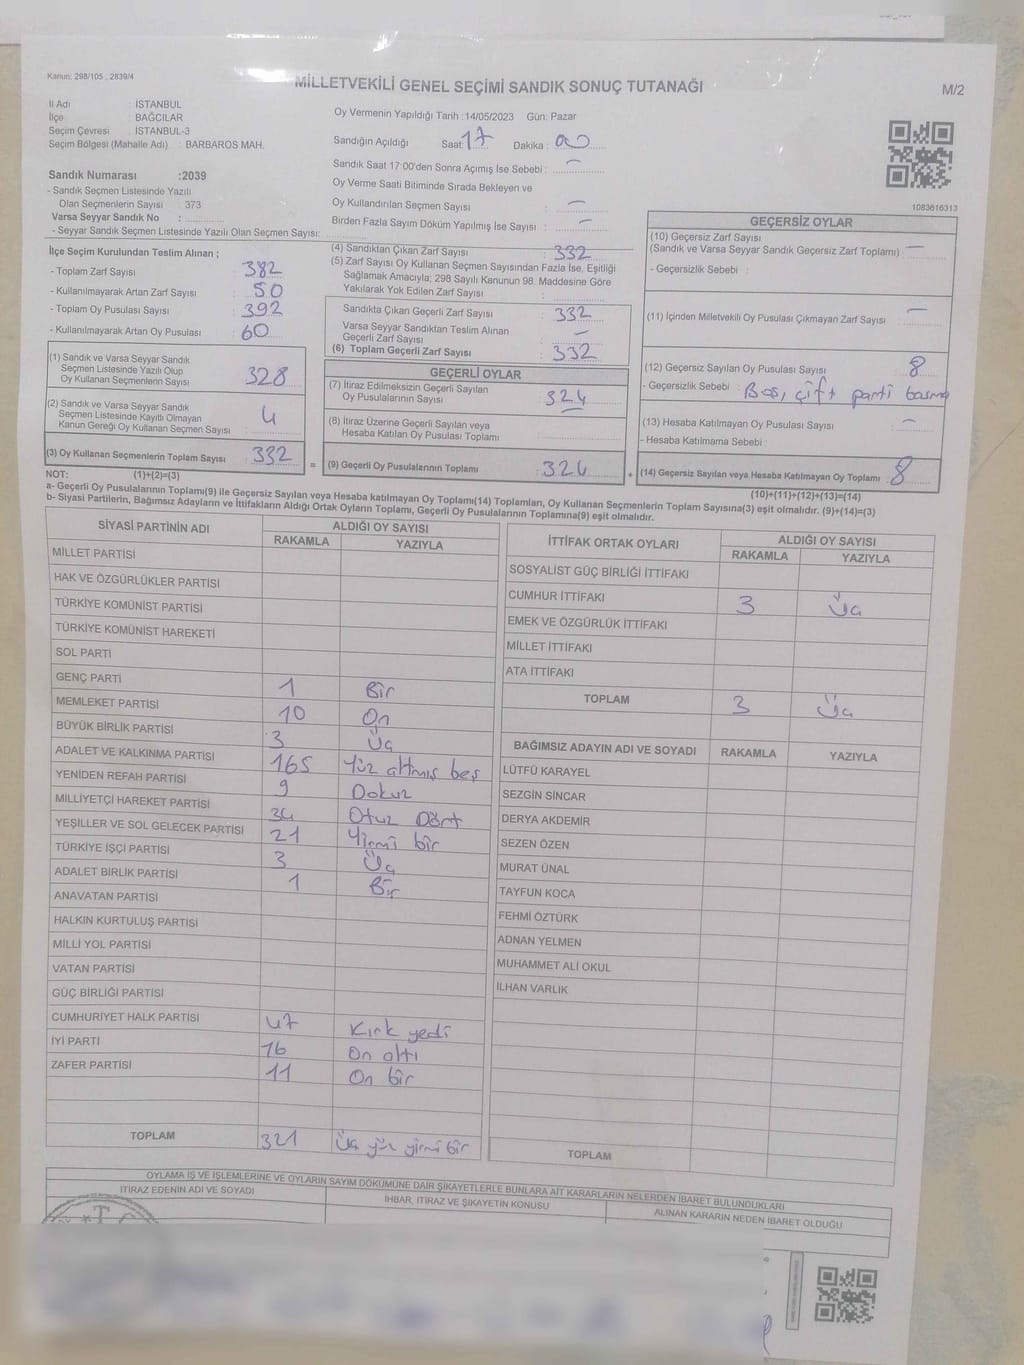 Kanun: 298/105 , 2839/4
MİLLETVEKİLİ GENEL SEÇİMİ SANDIK SONUÇ TUTANAĞI
M/2
İl Adı : İSTANBUL
İlçe : BAĞCILAR
Seçim Çevresi : İSTANBUL-3
Seçim Bölgesi (Mahalle Adı) : BARBAROS MAH.
Sandık Numarası :2039
- Sandık Seçmen Listesinde Yazılı
Olan Seçmenlerin Sayısı 373
Varsa Seyyar Sandık No :
- Seyyar Sandık Seçmen Listesinde Yazılı Olan Seçmen Sayısı:
Oy Vermenin Yapıldığı Tarih :14/05/2023 Gün: Pazar
Sandığın Açıldığı Saat: 17 Dakika : 00
Sandık Saat 17:00'den Sonra Açımış İse Sebebi : -
Oy Verme Saati Bitiminde Sırada Bekleyen ve
Oy Kullandırılan Seçmen Sayısı : -
Birden Fazla Sayım Döküm Yapılmış İse Sayısı : -
1083616313
İlçe Seçim Kurulundan Teslim Alınan ;
- Toplam Zarf Sayısı : 382
- Kullanılmayarak Artan Zarf Sayısı : 50
- Toplam Oy Pusulası Sayısı : 392
- Kullanılmayarak Artan Oy Pusulası : 60
(1) Sandık ve Varsa Seyyar Sandık
Seçmen Listesinde Yazılı Olup
Oy Kullanan Seçmenlerin Sayısı : 328
(2) Sandık ve Varsa Seyyar Sandık
Seçmen Listesinde Kayıtlı Olmayan
Kanun Gereği Oy Kullanan Seçmen Sayısı : 4
(3) Oy Kullanan Seçmenlerin Toplam Sayısı : 332
(4) Sandıktan Çıkan Zarf Sayısı : 332
(5) Zarf Sayısı Oy Kullanan Seçmen Sayısından Fazla İse, Eşitliği
Sağlamak Amacıyla; 298 Sayılı Kanunun 98. Maddesine Göre
Yakılarak Yok Edilen Zarf Sayısı :
Sandıkta Çıkan Geçerli Zarf Sayısı : 332
Varsa Seyyar Sandıktan Teslim Alınan
Geçerli Zarf Sayısı : -
(6) Toplam Geçerli Zarf Sayısı : 332
GEÇERLİ OYLAR
(7) İtiraz Edilmeksizin Geçerli Sayılan
Oy Pusulalarının Sayısı : 324
(8) İtiraz Üzerine Geçerli Sayılan veya
Hesaba Katılan Oy Pusulası Toplamı :
= (9) Geçerli Oy Pusulalarının Toplamı : 324
GEÇERSİZ OYLAR
(10) Geçersiz Zarf Sayısı
(Sandık ve Varsa Seyyar Sandık Geçersiz Zarf Toplamı) : -
- Geçersizlik Sebebi :
(11) İçinden Milletvekili Oy Pusulası Çıkmayan Zarf Sayısı : -
(12) Geçersiz Sayılan Oy Pusulası Sayısı : 8
- Geçersizlik Sebebi : Boş, çift parti basma
(13) Hesaba Katılmayan Oy Pusulası Sayısı : -
- Hesaba Katılmama Sebebi :
+ (14) Geçersiz Sayılan veya Hesaba Katılmayan Oy Toplamı : 8
NOT: (1)+(2)=(3)
(10)+(11)+(12)+(13)=(14)
a- Geçerli Oy Pusulalarının Toplamı(9) ile Geçersiz Sayılan veya Hesaba katılmayan Oy Toplamı(14) Toplamları, Oy Kullanan Seçmenlerin Toplam Sayısına(3) eşit olmalıdır. (9)+(14)=(3)
b- Siyasi Partilerin, Bağımsız Adayların ve İttifakların Aldığı Ortak Oyların Toplamı, Geçerli Oy Pusulalarının Toplamına(9) eşit olmalıdır.
SİYASİ PARTİNİN ADI ALDIĞI OY SAYISI
RAKAMLA YAZIYLA
MİLLET PARTİSİ
HAK VE ÖZGÜRLÜKLER PARTİSİ
TÜRKİYE KOMÜNİST PARTİSİ
TÜRKİYE KOMÜNİST HAREKETİ
SOL PARTİ
GENÇ PARTİ 1 Bir
MEMLEKET PARTİSİ 10 On
BÜYÜK BİRLİK PARTİSİ 3 Üç
ADALET VE KALKINMA PARTİSİ 165 Yüz altmış beş
YENİDEN REFAH PARTİSİ 9 Dokuz
MİLLİYETÇİ HAREKET PARTİSİ 34 Otuz Dört
YEŞİLLER VE SOL GELECEK PARTİSİ 21 Yirmi bir
TÜRKİYE İŞÇİ PARTİSİ 3 Üç
ADALET BİRLİK PARTİSİ 1 Bir
ANAVATAN PARTİSİ
HALKIN KURTULUŞ PARTİSİ
MİLLİ YOL PARTİSİ
VATAN PARTİSİ
GÜÇ BİRLİĞİ PARTİSİ
CUMHURİYET HALK PARTİSİ 47 Kırk yedi
İYİ PARTİ 16 On altı
ZAFER PARTİSİ 11 On bir
TOPLAM 321 Üç yüz yirmi bir
İTTİFAK ORTAK OYLARI ALDIĞI OY SAYISI
RAKAMLA YAZIYLA
SOSYALİST GÜÇ BİRLİĞİ İTTİFAKI
CUMHUR İTTİFAKI 3 Üç
EMEK VE ÖZGÜRLÜK İTTİFAKI
MİLLET İTTİFAKI
ATA İTTİFAKI
TOPLAM 3 Üç
BAĞIMSIZ ADAYIN ADI VE SOYADI RAKAMLA YAZIYLA
LÜTFÜ KARAYEL
SEZGİN SİNCAR
DERYA AKDEMİR
SEZEN ÖZEN
MURAT ÜNAL
TAYFUN KOCA
FEHMİ ÖZTÜRK
ADNAN YELMEN
MUHAMMET ALİ OKUL
İLHAN VARLIK
TOPLAM
OYLAMA İŞ VE İŞLEMLERİNE VE OYLARIN SAYIM DÖKÜMÜNE DAİR ŞİKAYETLERLE BUNLARA AİT KARARLARIN NELERDEN İBARET BULUNDUKLARI
İTİRAZ EDENİN ADI VE SOYADI İHBAR, İTİRAZ VE ŞİKAYETİN KONUSU ALINAN KARARIN NEDEN İBARET OLDUĞU